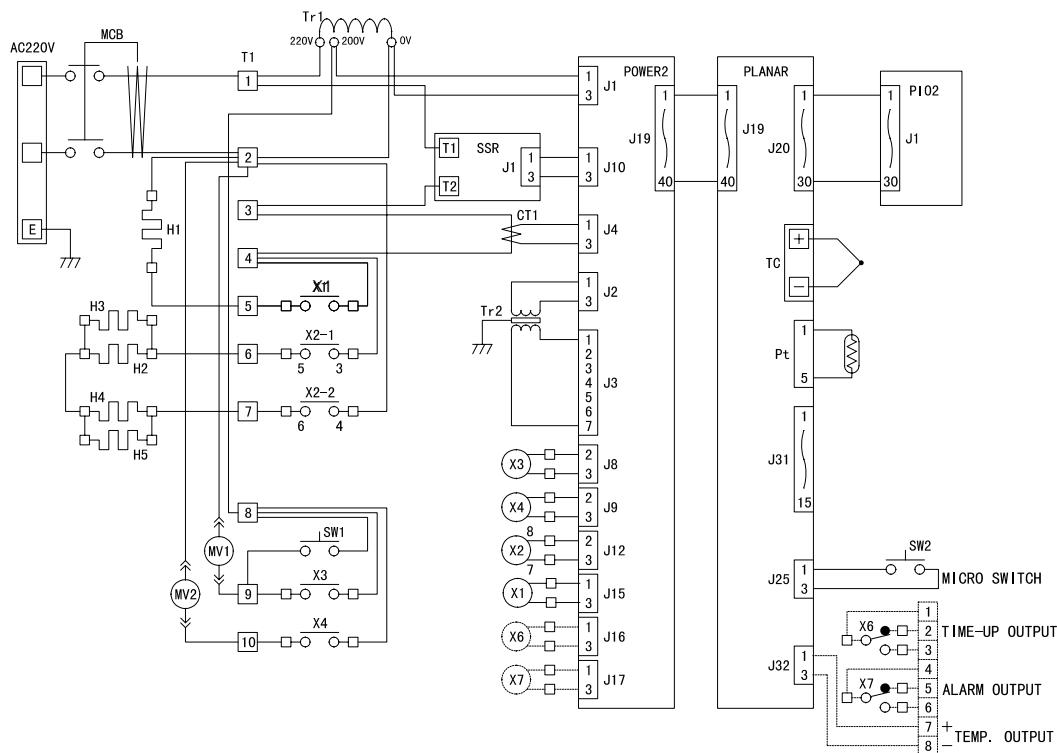 Tr1
MCB
AC220V
T1
220V 200V 0V
POWER2
PLANAR
PIO2
1
1
3
J1
1
J19
40
1
J19
40
1
J20
30
1
J1
30
T1
SSR
J1
1
3
T2
1
3
J10
2
E
H1
3
CT1
1
3
J4
+
TC
−
4
X1
5
1
3
J2
Tr2
H3
H2
X2-1
6
5 3
1
2
3
4
5
6
7
J3
1
Pt
5
H4
H5
X2-2
7
6 4
1
J31
15
X3
2
3
J8
8
SW1
X4
2
3
J9
MV1
X3
9
8
X2
7
2
3
J12
SW2
1
J25
3
MICRO SWITCH
MV2
X1
1
3
J15
X4
10
X6
1
3
J16
X6
1
2
3
TIME-UP OUTPUT
X7
1
3
J17
1
J32
3
X7
4
5
6
ALARM OUTPUT
7
8
+
−
TEMP. OUTPUT